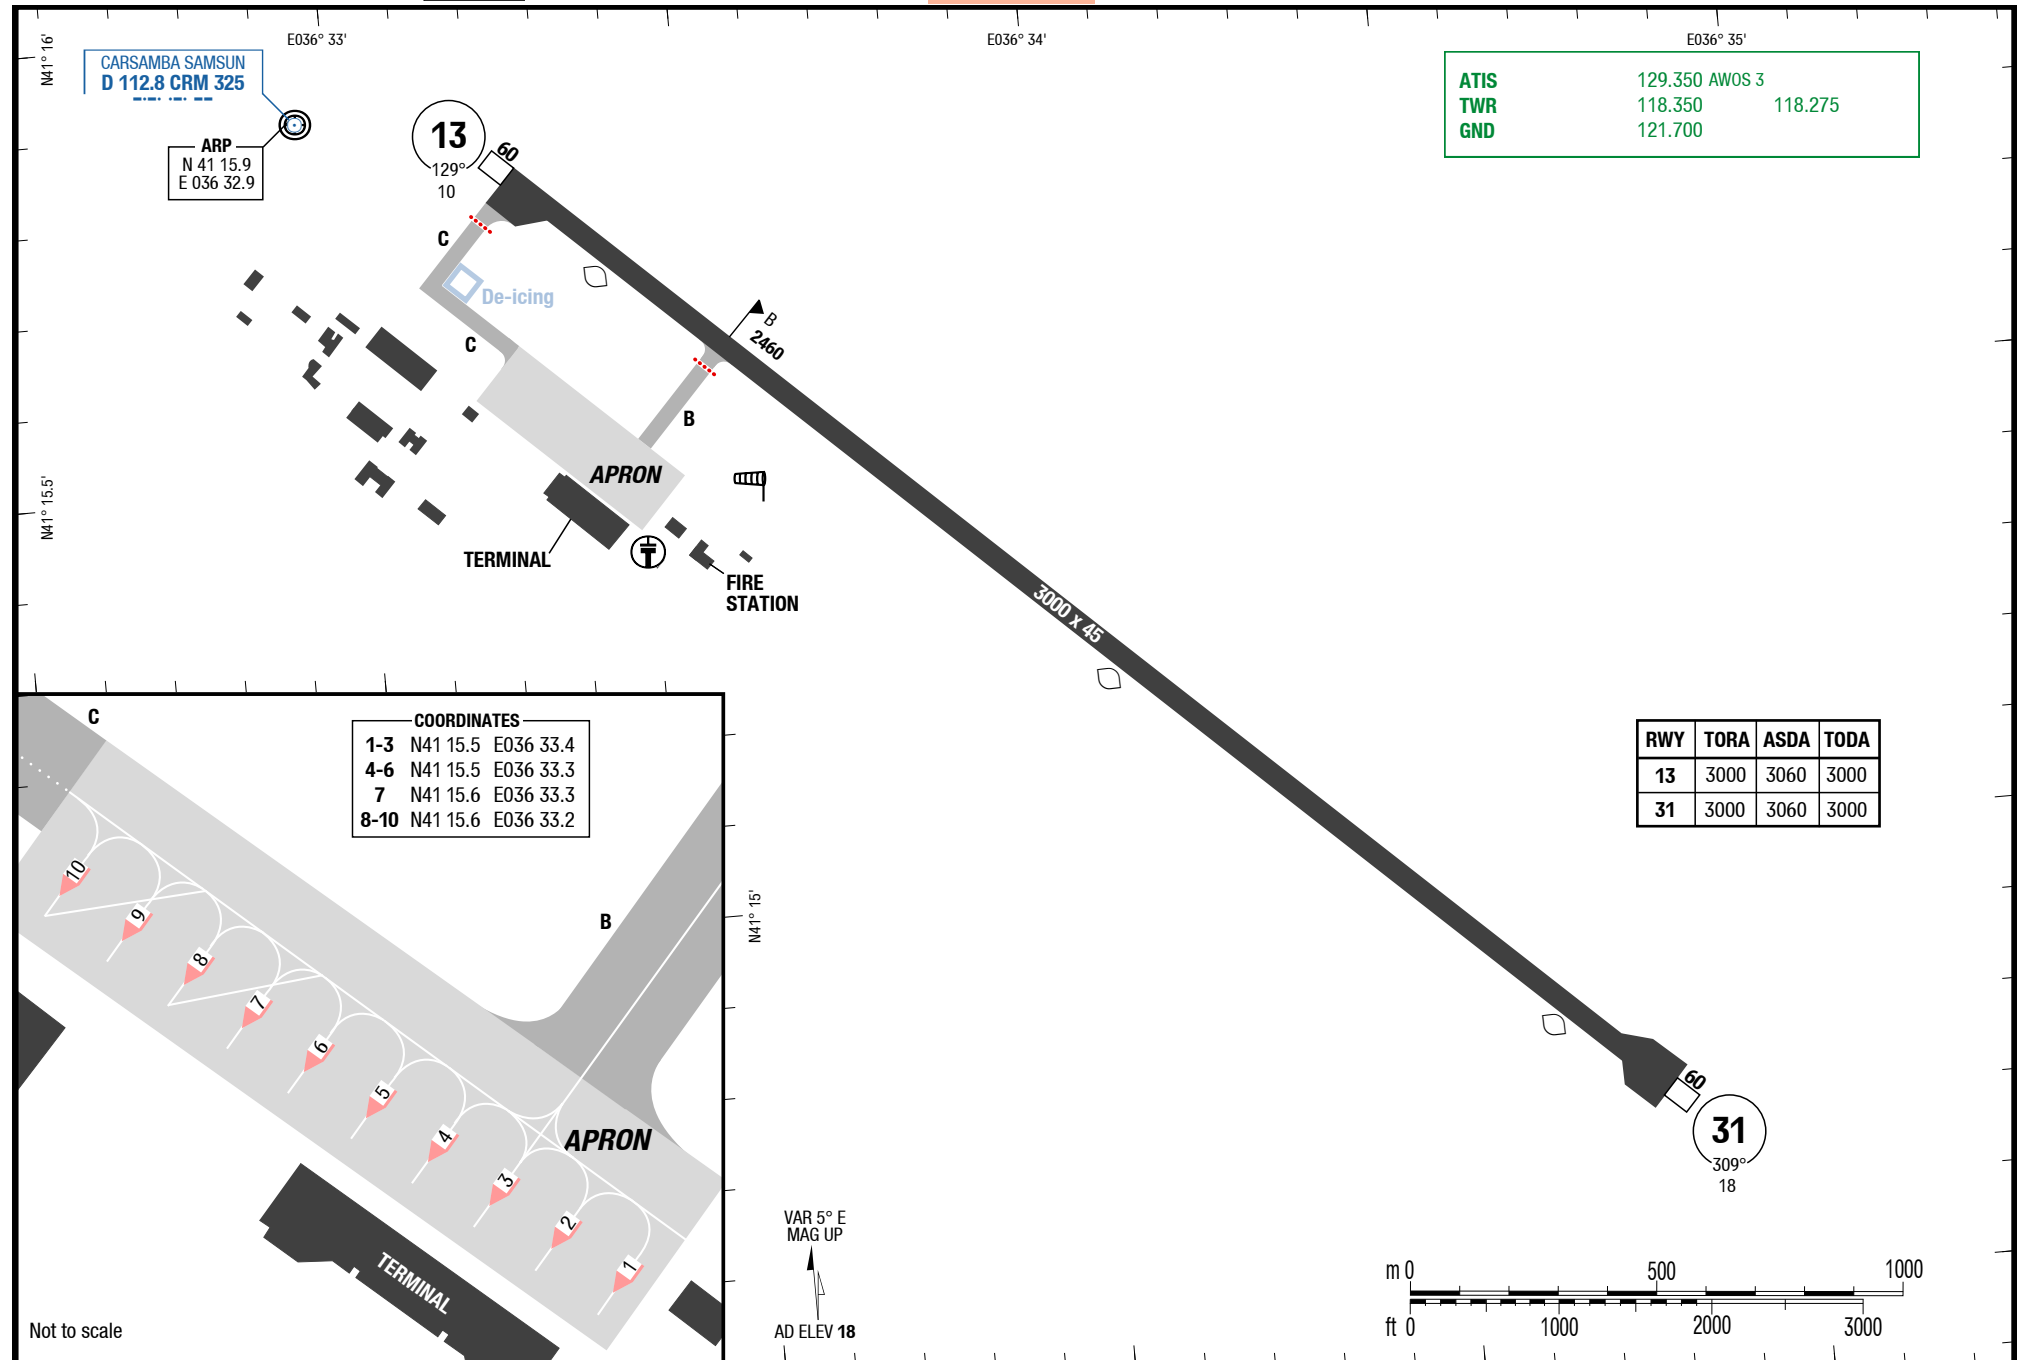 E036° 33'
E036° 34'
E036° 35'
N41° 16'
CARSAMBA SAMSUN
D 112.8 CRM 325
ARP
N 41 15.9
E 036 32.9
13
129°
10
60
ATIS 129.350 AWOS 3
TWR 118.350 118.275
GND 121.700
C
De-icing
C
B
2460
B
APRON
N41° 15.5'
TERMINAL
FIRE
STATION
3000 x 45
RWY TORA ASDA TODA
13 3000 3060 3000
31 3000 3060 3000
C
COORDINATES
1-3 N41 15.5 E036 33.4
4-6 N41 15.5 E036 33.3
7 N41 15.6 E036 33.3
8-10 N41 15.6 E036 33.2
10
9
8
7
6
5
4
3
2
1
B
APRON
TERMINAL
Not to scale
N41° 15'
60
31
309°
18
VAR 5° E
MAG UP
AD ELEV 18
m 0 500 1000
ft 0 1000 2000 3000